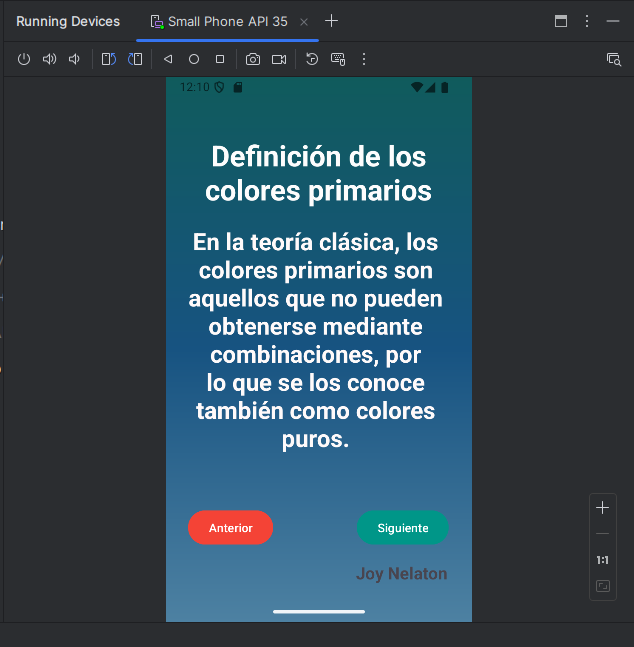 Running Devices
Small Phone API 35
12:10
Definición de los
colores primarios
En la teoría clásica, los
colores primarios son
aquellos que no pueden
obtenerse mediante
combinaciones, por
lo que se los conoce
también como colores
puros.
Anterior
Siguiente
Joy Nelaton
1:1